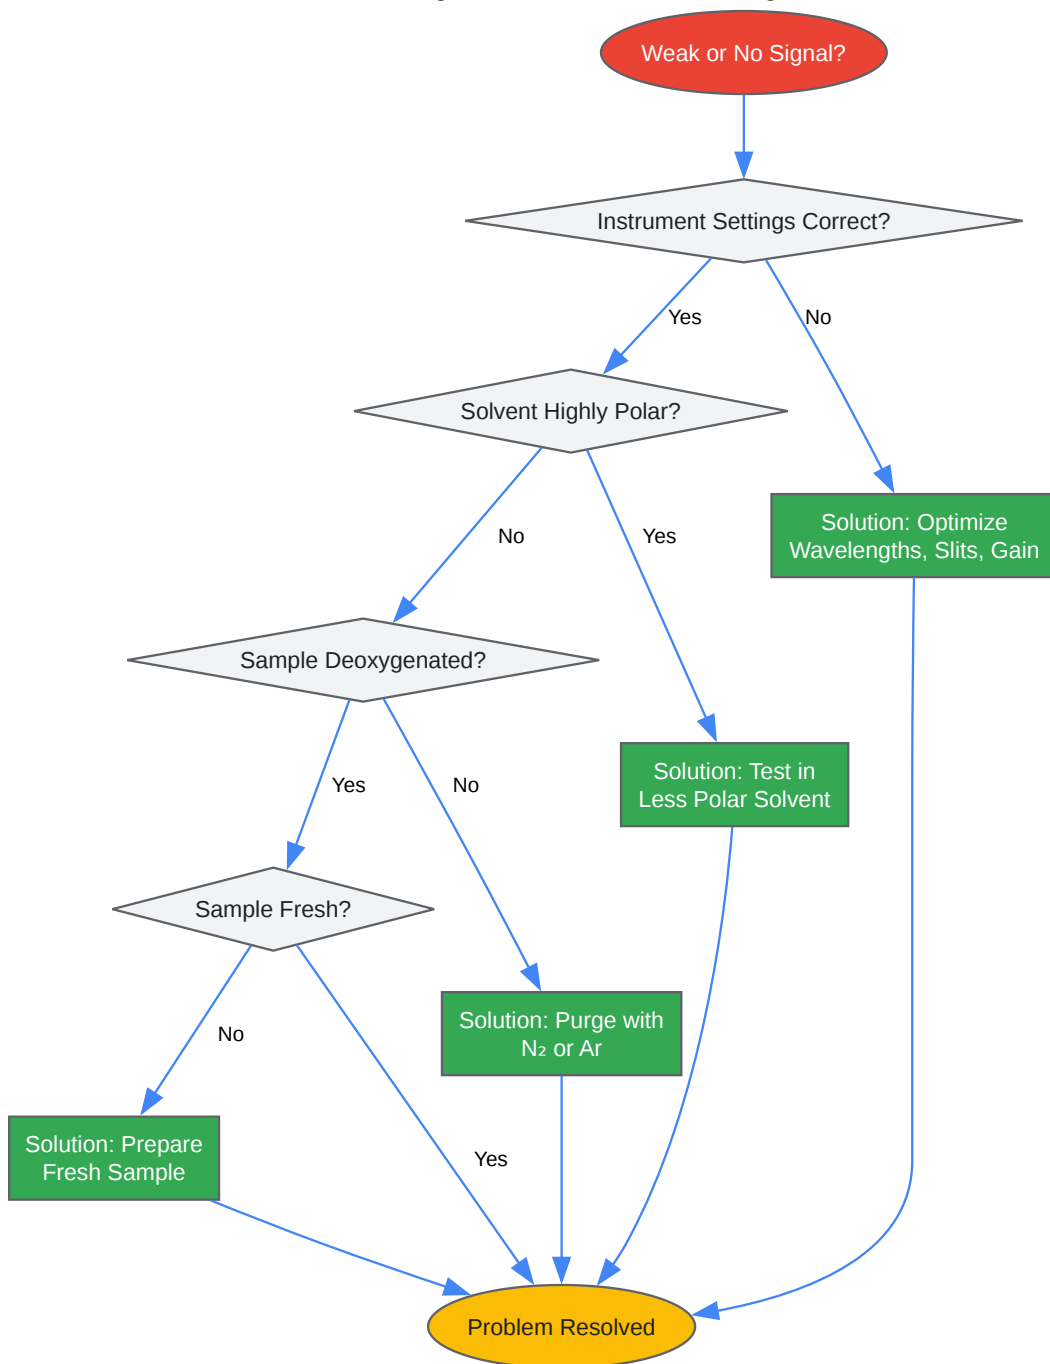 Weak or No Signal?
Instrument Settings Correct?
Yes
No
Solvent Highly Polar?
Solution: Optimize
Wavelengths, Slits, Gain
No
Yes
Sample Deoxygenated?
Solution: Test in
Less Polar Solvent
Yes
No
Sample Fresh?
Solution: Purge with
N₂ or Ar
No
Solution: Prepare
Fresh Sample
Yes
Problem Resolved